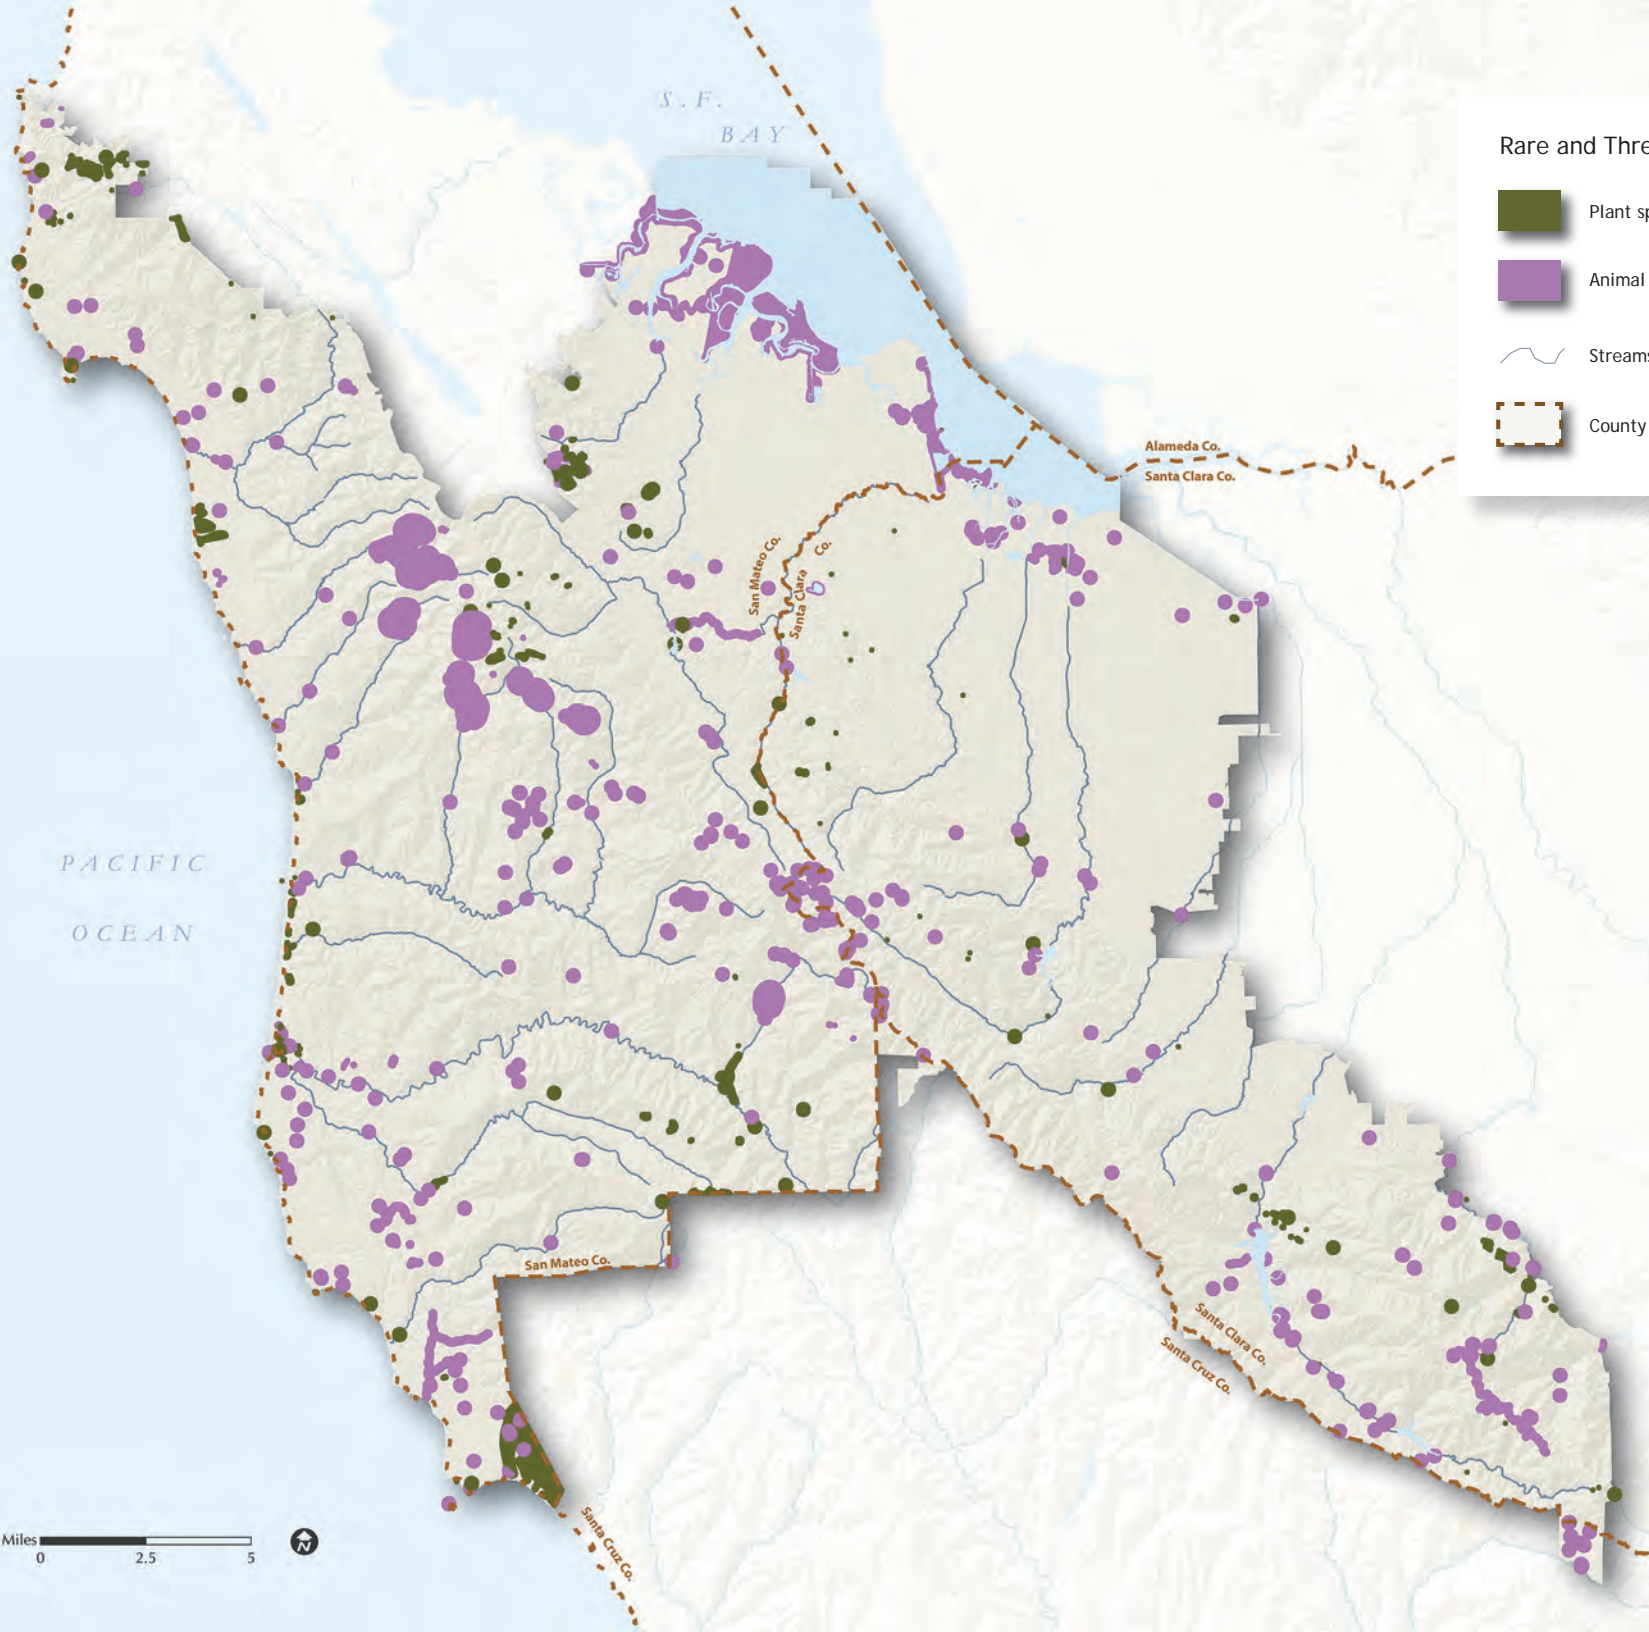 S.F.
BAY
Rare and Thre
Plant sp
Animal
Streams
County
Alameda Co.
Santa Clara Co.
San Mateo Co.
Santa Clara Co.
PACIFIC
OCEAN
San Mateo Co.
Santa Clara Co.
Santa Cruz Co.
Santa Cruz Co.
Miles
0 2.5 5
N